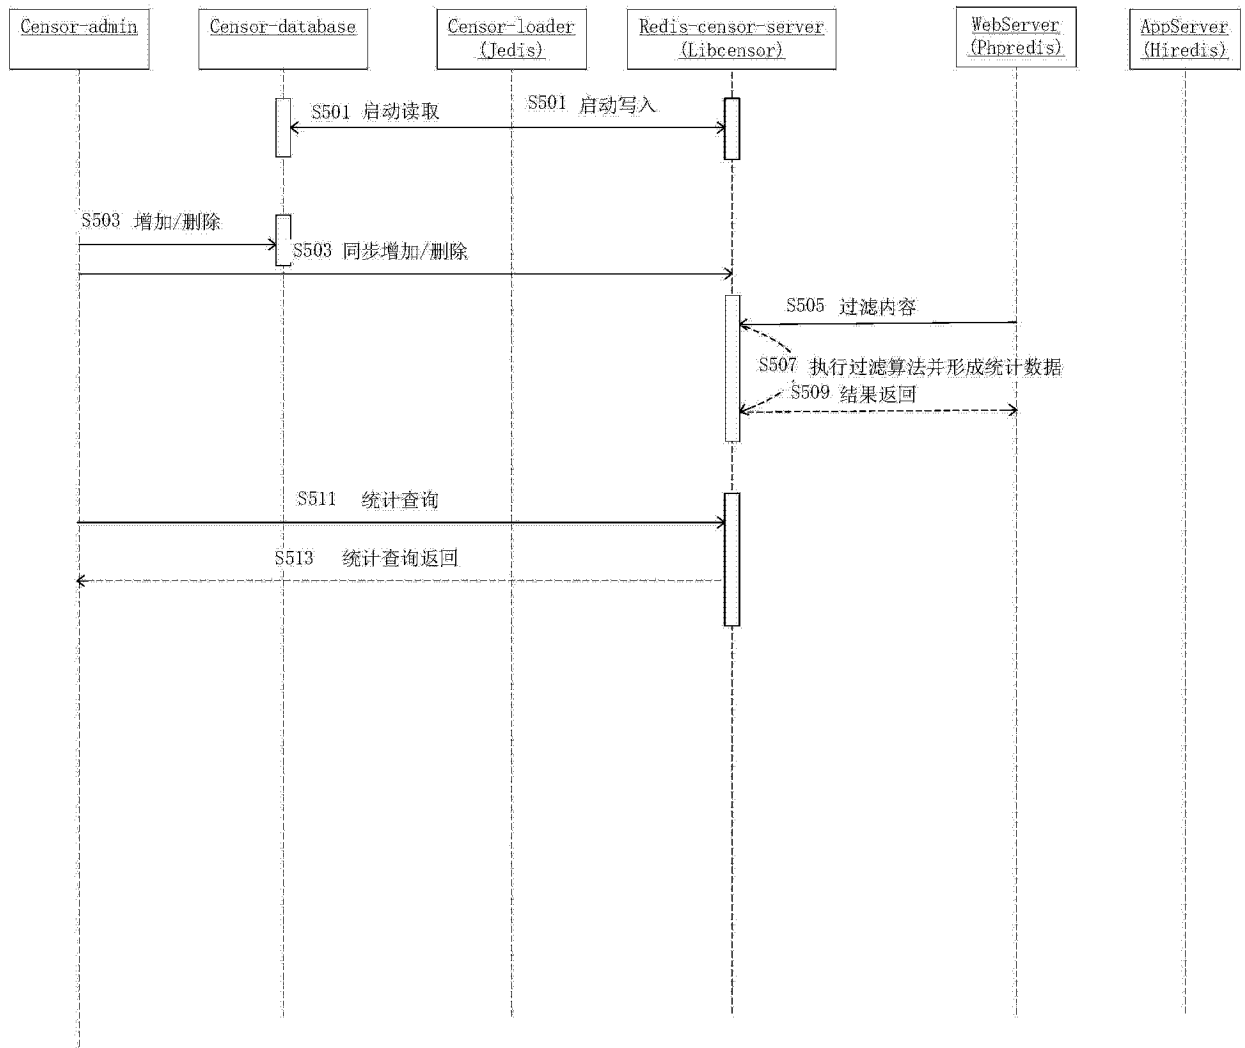 Censor-admin
Censor-database
Censor-loader
(Jedis)
Redis-censor-server
(Libcensor)
WebServer
(Phpredis)
AppServer
(Hiredis)
S501 启动读取
S501 启动写入
S503 增加/删除
S503 同步增加/删除
S505 过滤内容
S507 执行过滤算法并形成统计数据
S509 结果返回
S511 统计查询
S513 统计查询返回